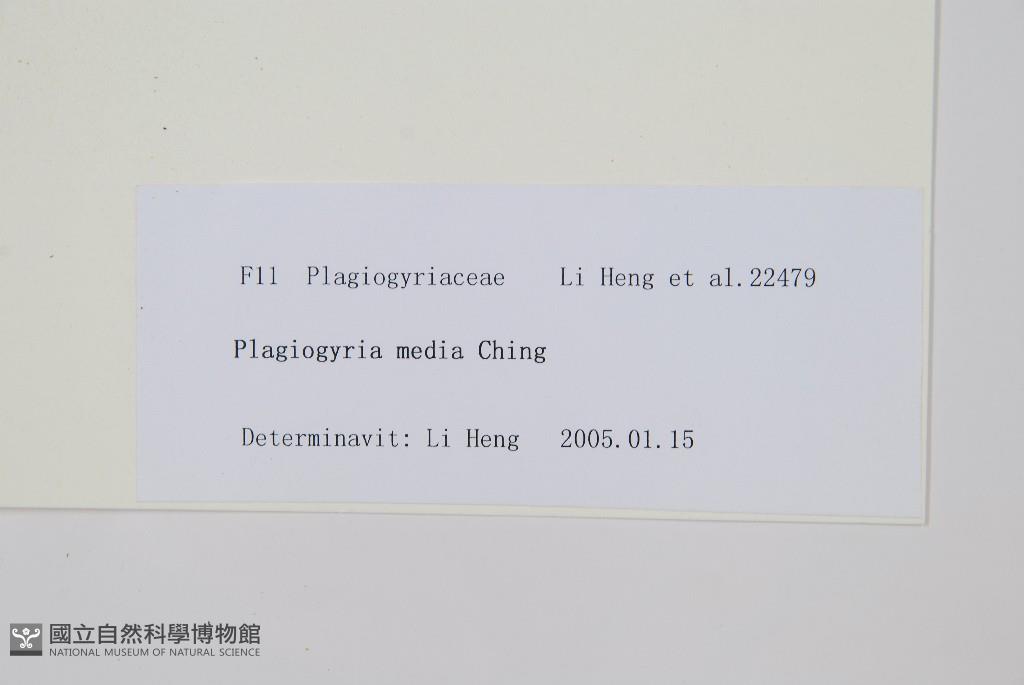 F11 Plagiogyriaceae Li Heng et al.22479
Plagiogyria media Ching
Determinavit: Li Heng 2005.01.15
國立自然科學博物館
NATIONAL MUSEUM OF NATURAL SCIENCE